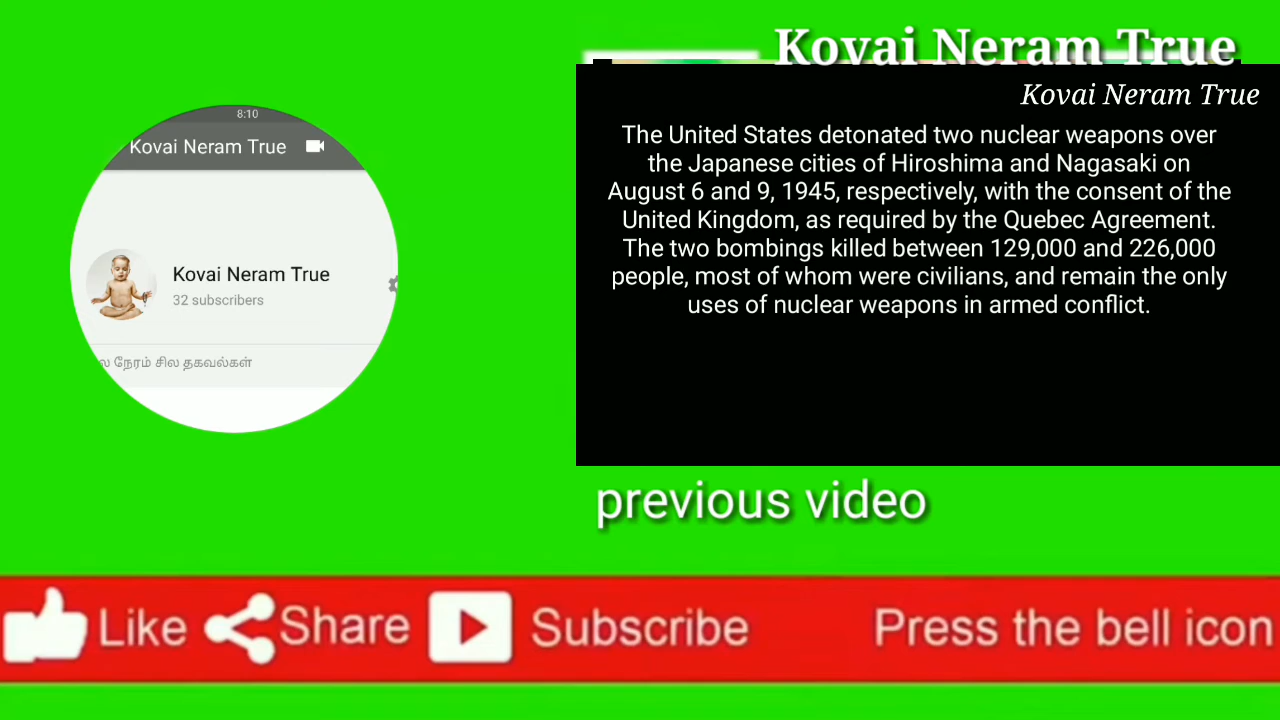 Kovai Neram True
Kovai Neram True
The United States detonated two nuclear weapons over
the Japanese cities of Hiroshima and Nagasaki on
August 6 and 9, 1945, respectively, with the consent of the
United Kingdom, as required by the Quebec Agreement.
The two bombings killed between 129,000 and 226,000
people, most of whom were civilians, and remain the only
uses of nuclear weapons in armed conflict.
8:10
Kovai Neram True
Kovai Neram True
32 subscribers
ல நேரம் சில தகவல்கள்
previous video
Like Share Subscribe Press the bell icon